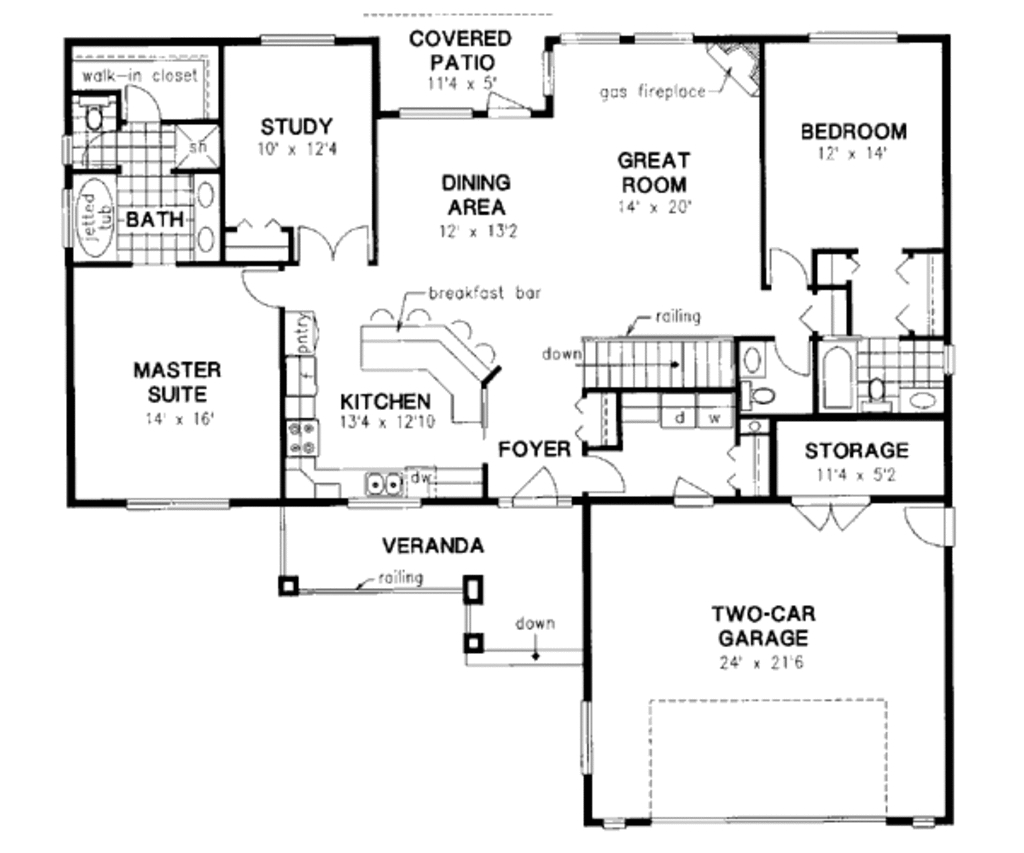 COVERED
PATIO
11'4 x 5'
walk-in closet
gas fireplace
STUDY
10' x 12'4
sh
BEDROOM
12' x 14'
GREAT
ROOM
14' x 20'
DINING
AREA
12' x 13'2
jetted
tub
BATH
breakfast bar
railing
pntry
down
MASTER
SUITE
14' x 16'
f
KITCHEN
13'4 x 12'10
d
w
FOYER
STORAGE
11'4 x 5'2
dw
VERANDA
railing
down
TWO-CAR
GARAGE
24' x 21'6